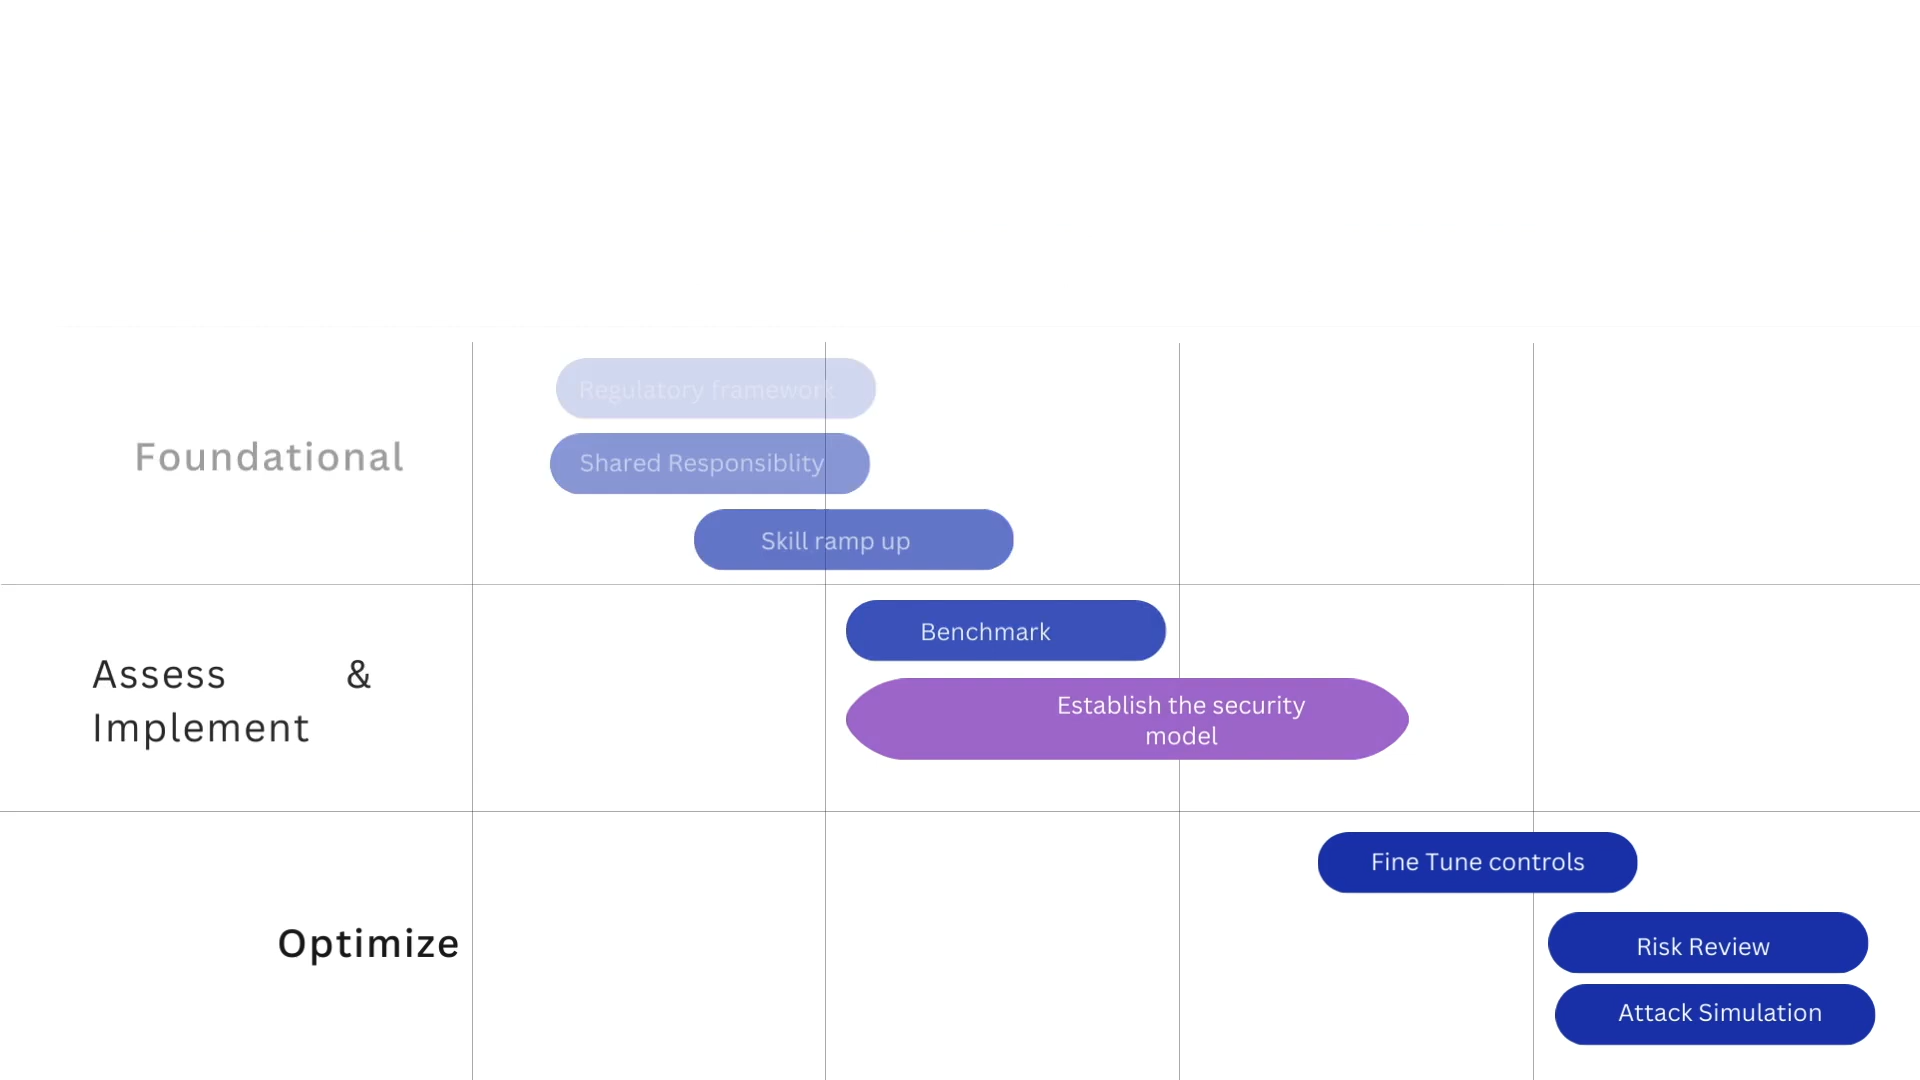 Regulatory framework
Foundational
Shared Responsiblity
Skill ramp up
Benchmark
Assess &
Implement
Establish the security
model
Fine Tune controls
Optimize
Risk Review
Attack Simulation